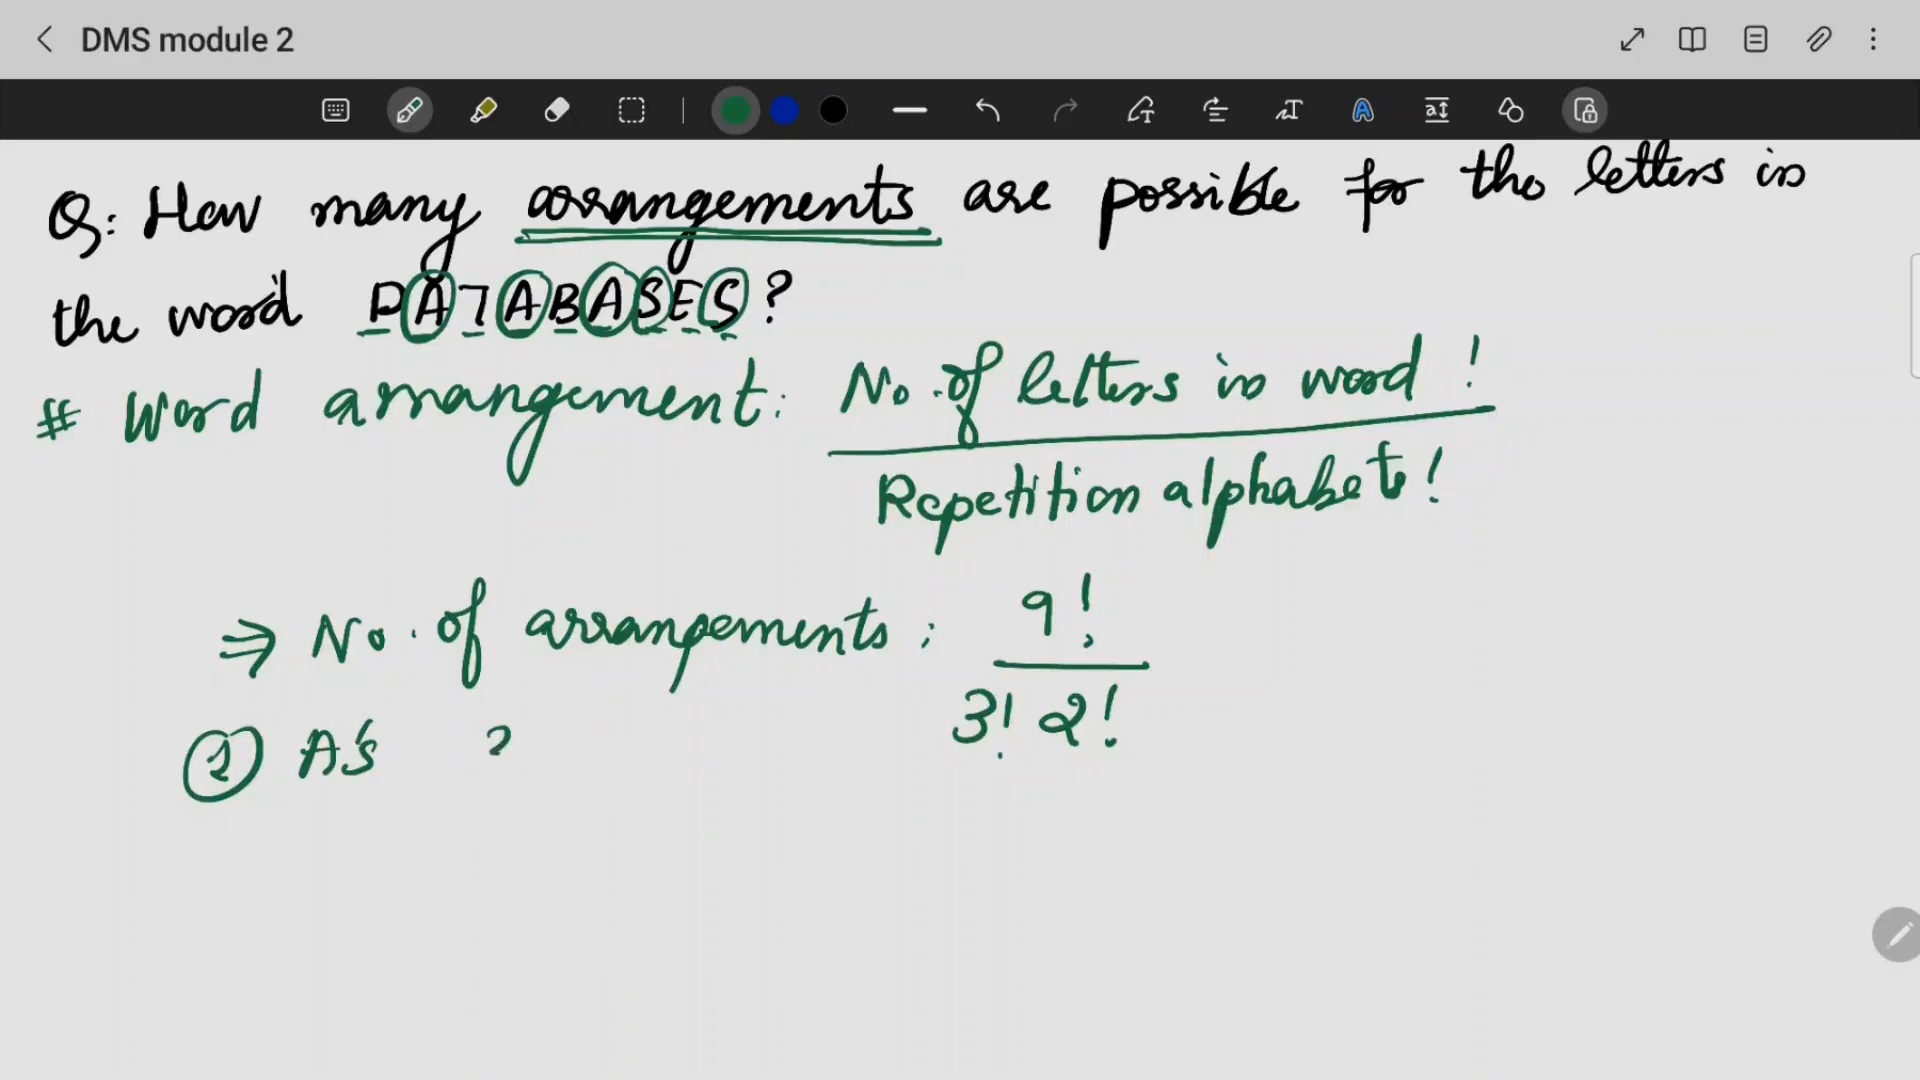 DMS module 2
Q: How many arrangements are possible for the letters in
the word DATABASES?
# Word arrangement: No. of letters in word !
Repetition alphabet !
⇒ No. of arrangements : 9!
3! 2!
① A's 3